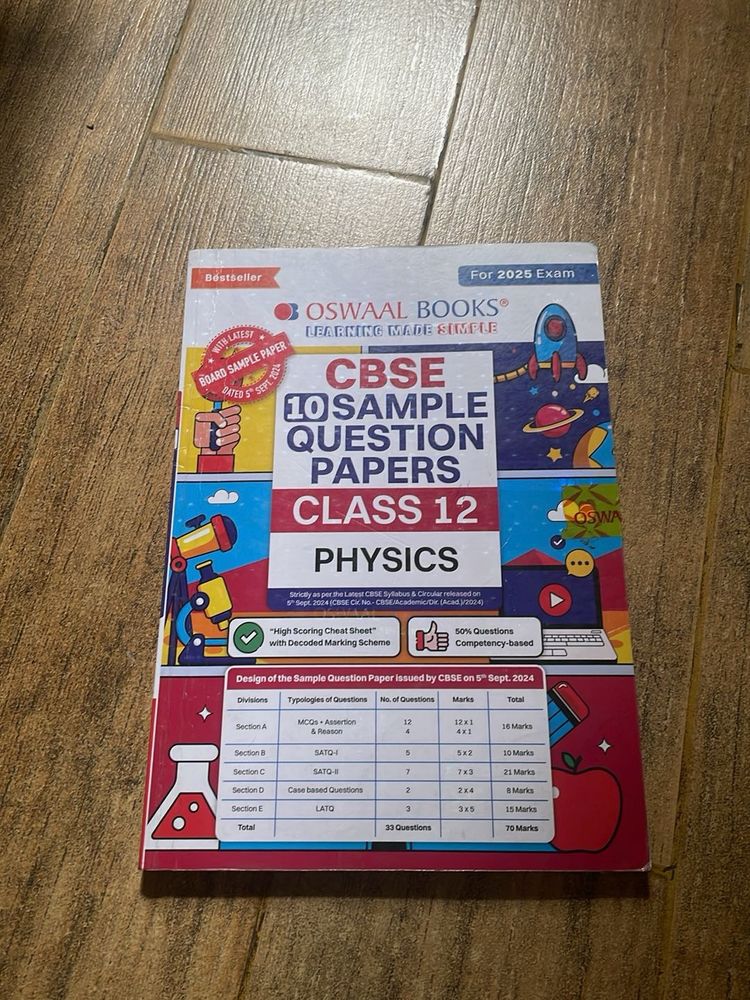 Bestseller
For 2025 Exam
OSWAAL BOOKS®
LEARNING MADE SIMPLE
WITH LATEST
BOARD SAMPLE PAPER
DATED 5th SEPT. 2024
CBSE
10 SAMPLE
QUESTION
PAPERS
CLASS 12
PHYSICS
OSWA
Strictly as per the Latest CBSE Syllabus & Circular released on
5th Sept. 2024 (CBSE Cir. No.- CBSE/Academic/Dir. (Acad.)/2024)
"High Scoring Cheat Sheet"
with Decoded Marking Scheme
50% Questions
Competency-based
Design of the Sample Question Paper issued by CBSE on 5th Sept. 2024
Divisions Typologies of Questions No. of Questions Marks Total
Section A MCQs + Assertion & Reason 12 4 12 x 1 4 x 1 16 Marks
Section B SATQ-I 5 5 x 2 10 Marks
Section C SATQ-II 7 7 x 3 21 Marks
Section D Case based Questions 2 2 x 4 8 Marks
Section E LATQ 3 3 x 5 15 Marks
Total 33 Questions 70 Marks